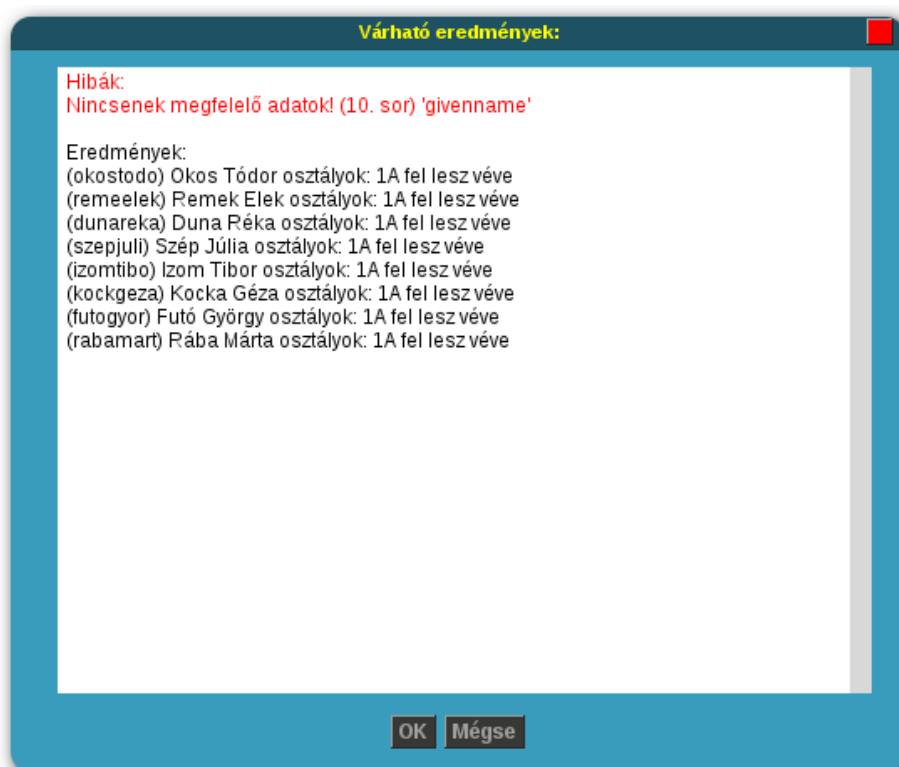 Várható eredmények:
Hibák:
Nincsenek megfelelő adatok! (10. sor) 'givenname'
Eredmények:
(okostodo) Okos Tódor osztályok: 1A fel lesz véve
(remeelek) Remek Elek osztályok: 1A fel lesz véve
(dunareka) Duna Réka osztályok: 1A fel lesz véve
(szepjuli) Szép Júlia osztályok: 1A fel lesz véve
(izomtibo) Izom Tibor osztályok: 1A fel lesz véve
(kockgeza) Kocka Géza osztályok: 1A fel lesz véve
(futogyor) Futó György osztályok: 1A fel lesz véve
(rabamart) Rába Márta osztályok: 1A fel lesz véve
OK Mégse